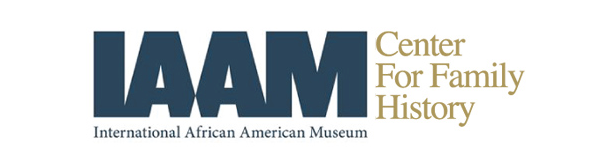 IAAM
International African American Museum
Center
For Family
History